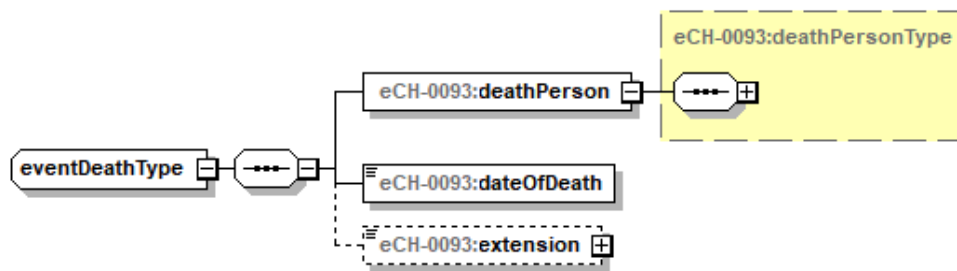 eCH-0093:deathPersonType
eCH-0093:deathPerson
eventDeathType
eCH-0093:dateOfDeath
eCH-0093:extension